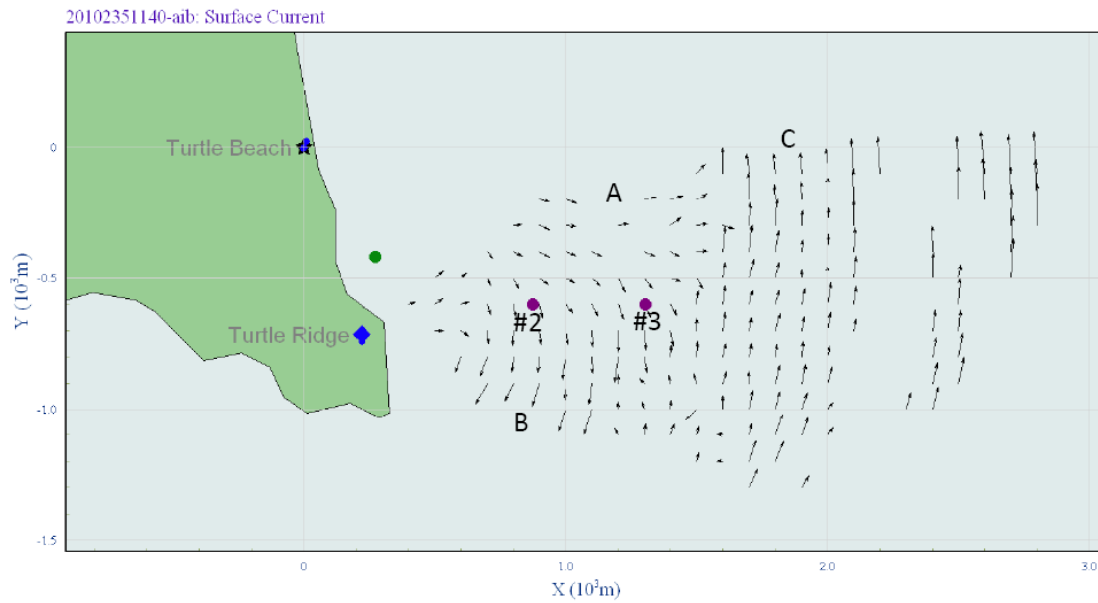 20102351140-aib: Surface Current
Turtle Beach
A
C
#2
#3
Turtle Ridge
B
0
-0.5
-1.0
-1.5
Y (10³m)
0
1.0
2.0
3.0
X (10³m)